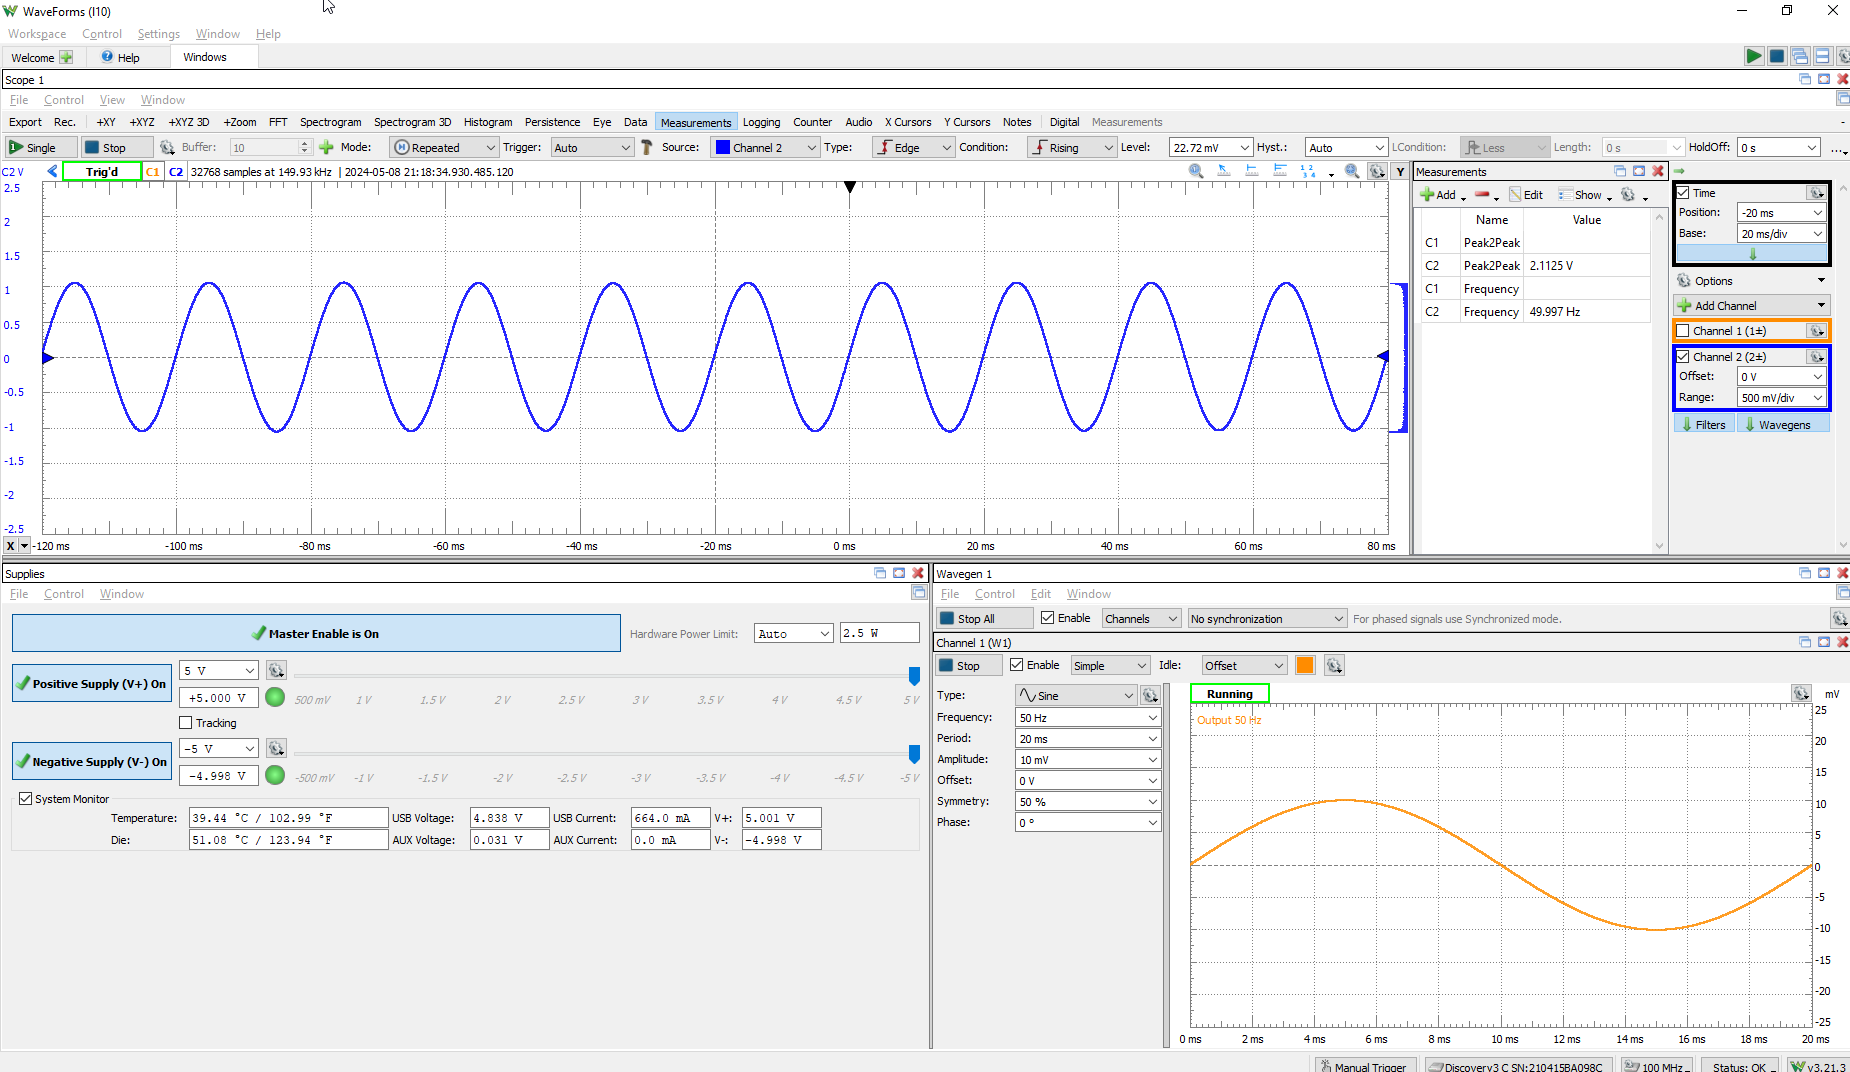 WaveForms (I10)
Workspace Control Settings Window Help
Welcome Help Windows
Scope 1
File Control View Window
Export Rec. +XY +XYZ +XYZ 3D +Zoom FFT Spectrogram Spectrogram 3D Histogram Persistence Eye Data Measurements Logging Counter Audio X Cursors Y Cursors Notes Digital Measurements
Single Stop Buffer: 10 Mode: Repeated Trigger: Auto Source: Channel 2 Type: Edge Condition: Rising Level: 22.72 mV Hyst.: Auto LCondition: Less Length: 0 s HoldOff: 0 s ...
C2 V Trig'd C1 C2 32768 samples at 149.93 kHz | 2024-05-08 21:18:34.930.485.120 Y
2.5
2
1.5
1
0.5
0
-0.5
-1
-1.5
-2
-2.5
X -120 ms -100 ms -80 ms -60 ms -40 ms -20 ms 0 ms 20 ms 40 ms 60 ms 80 ms
Measurements
Add Edit Show
Name Value
C1 Peak2Peak
C2 Peak2Peak 2.1125 V
C1 Frequency
C2 Frequency 49.997 Hz
Time
Position: -20 ms
Base: 20 ms/div
Options
Add Channel
Channel 1 (1±)
Channel 2 (2±)
Offset: 0 V
Range: 500 mV/div
Filters Wavegens
Supplies
File Control Window
Master Enable is On Hardware Power Limit: Auto 2.5 W
Positive Supply (V+) On 5 V
+5.000 V 500 mV 1 V 1.5 V 2 V 2.5 V 3 V 3.5 V 4 V 4.5 V 5 V
Tracking
Negative Supply (V-) On -5 V
-4.998 V -500 mV -1 V -1.5 V -2 V -2.5 V -3 V -3.5 V -4 V -4.5 V -5 V
System Monitor
Temperature: 39.44 °C / 102.99 °F USB Voltage: 4.838 V USB Current: 664.0 mA V+: 5.001 V
Die: 51.08 °C / 123.94 °F AUX Voltage: 0.031 V AUX Current: 0.0 mA V-: -4.998 V
Wavegen 1
File Control Edit Window
Stop All Enable Channels No synchronization For phased signals use Synchronized mode.
Channel 1 (W1)
Stop Enable Simple Idle: Offset
Type: Sine
Frequency: 50 Hz
Period: 20 ms
Amplitude: 10 mV
Offset: 0 V
Symmetry: 50 %
Phase: 0 º
Running mV
Output 50 Hz
25
20
15
10
5
0
-5
-10
-15
-20
-25
0 ms 2 ms 4 ms 6 ms 8 ms 10 ms 12 ms 14 ms 16 ms 18 ms 20 ms
Manual Trigger Discovery3 C SN:210415BA098C 100 MHz Status: OK v3.21.3